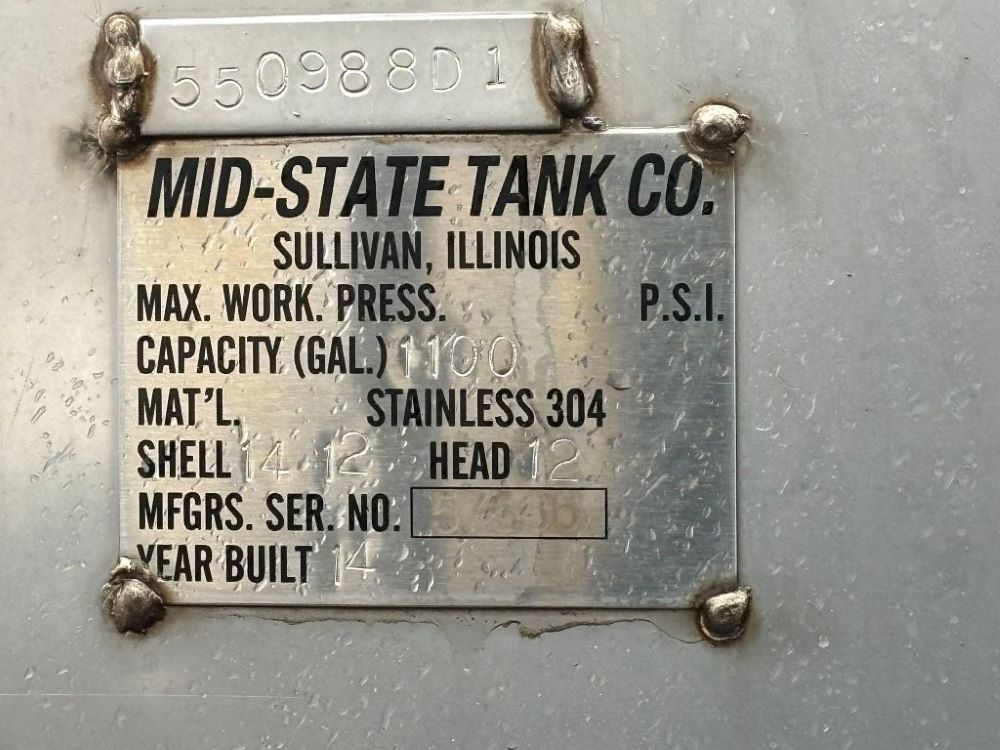 550988D1
MID-STATE TANK CO.
SULLIVAN, ILLINOIS
MAX. WORK. PRESS. P.S.I.
CAPACITY (GAL.) 1100
MAT'L. STAINLESS 304
SHELL 14-12 HEAD 12
MFGRS. SER. NO.
YEAR BUILT 14